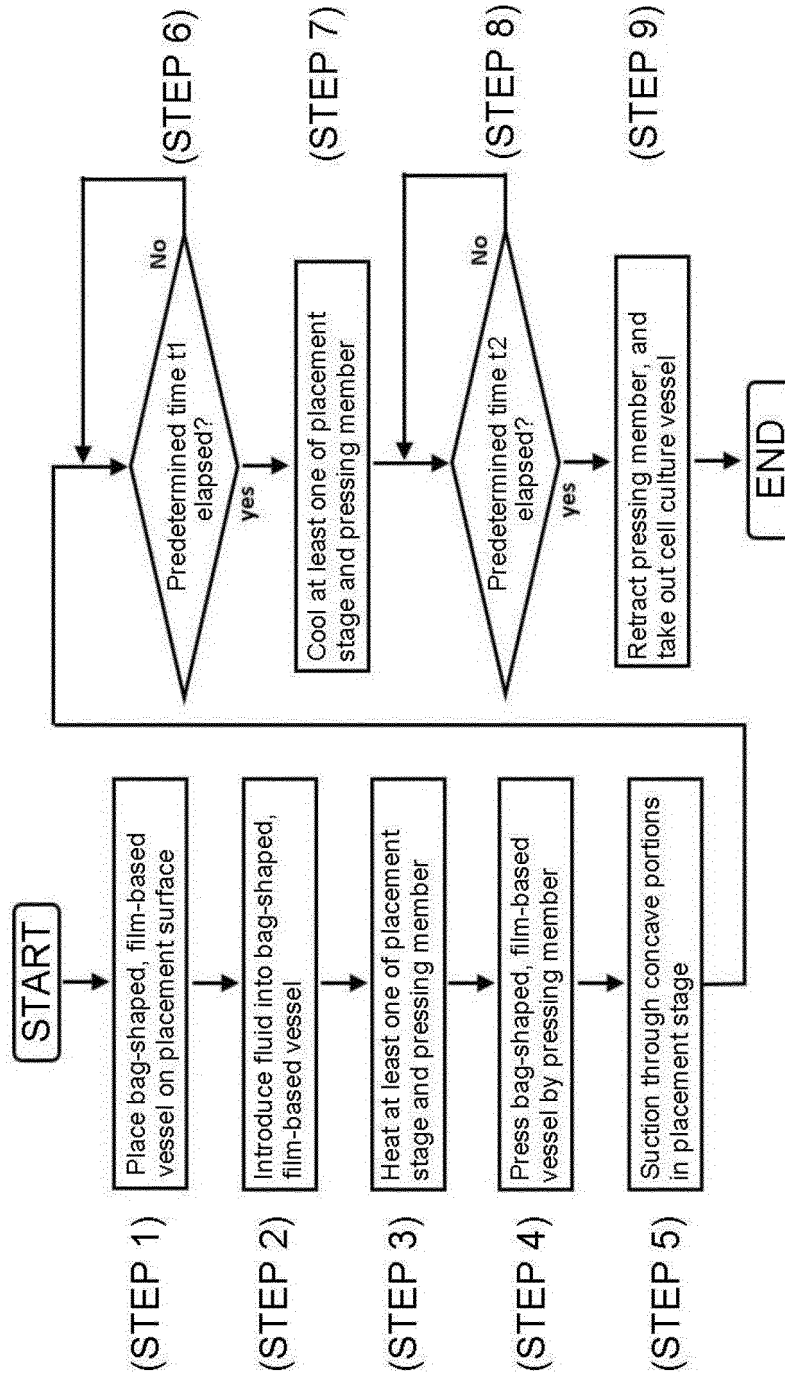 START
(STEP 1)
Place bag-shaped, film-based
vessel on placement surface
(STEP 2)
Introduce fluid into bag-shaped,
film-based vessel
(STEP 3)
Heat at least one of placement
stage and pressing member
(STEP 4)
Press bag-shaped, film-based
vessel by pressing member
(STEP 5)
Suction through concave portions
in placement stage
(STEP 6)
Predetermined time t1
elapsed?
No
yes
(STEP 7)
Cool at least one of placement
stage and pressing member
(STEP 8)
Predetermined time t2
elapsed?
No
yes
(STEP 9)
Retract pressing member, and
take out cell culture vessel
END